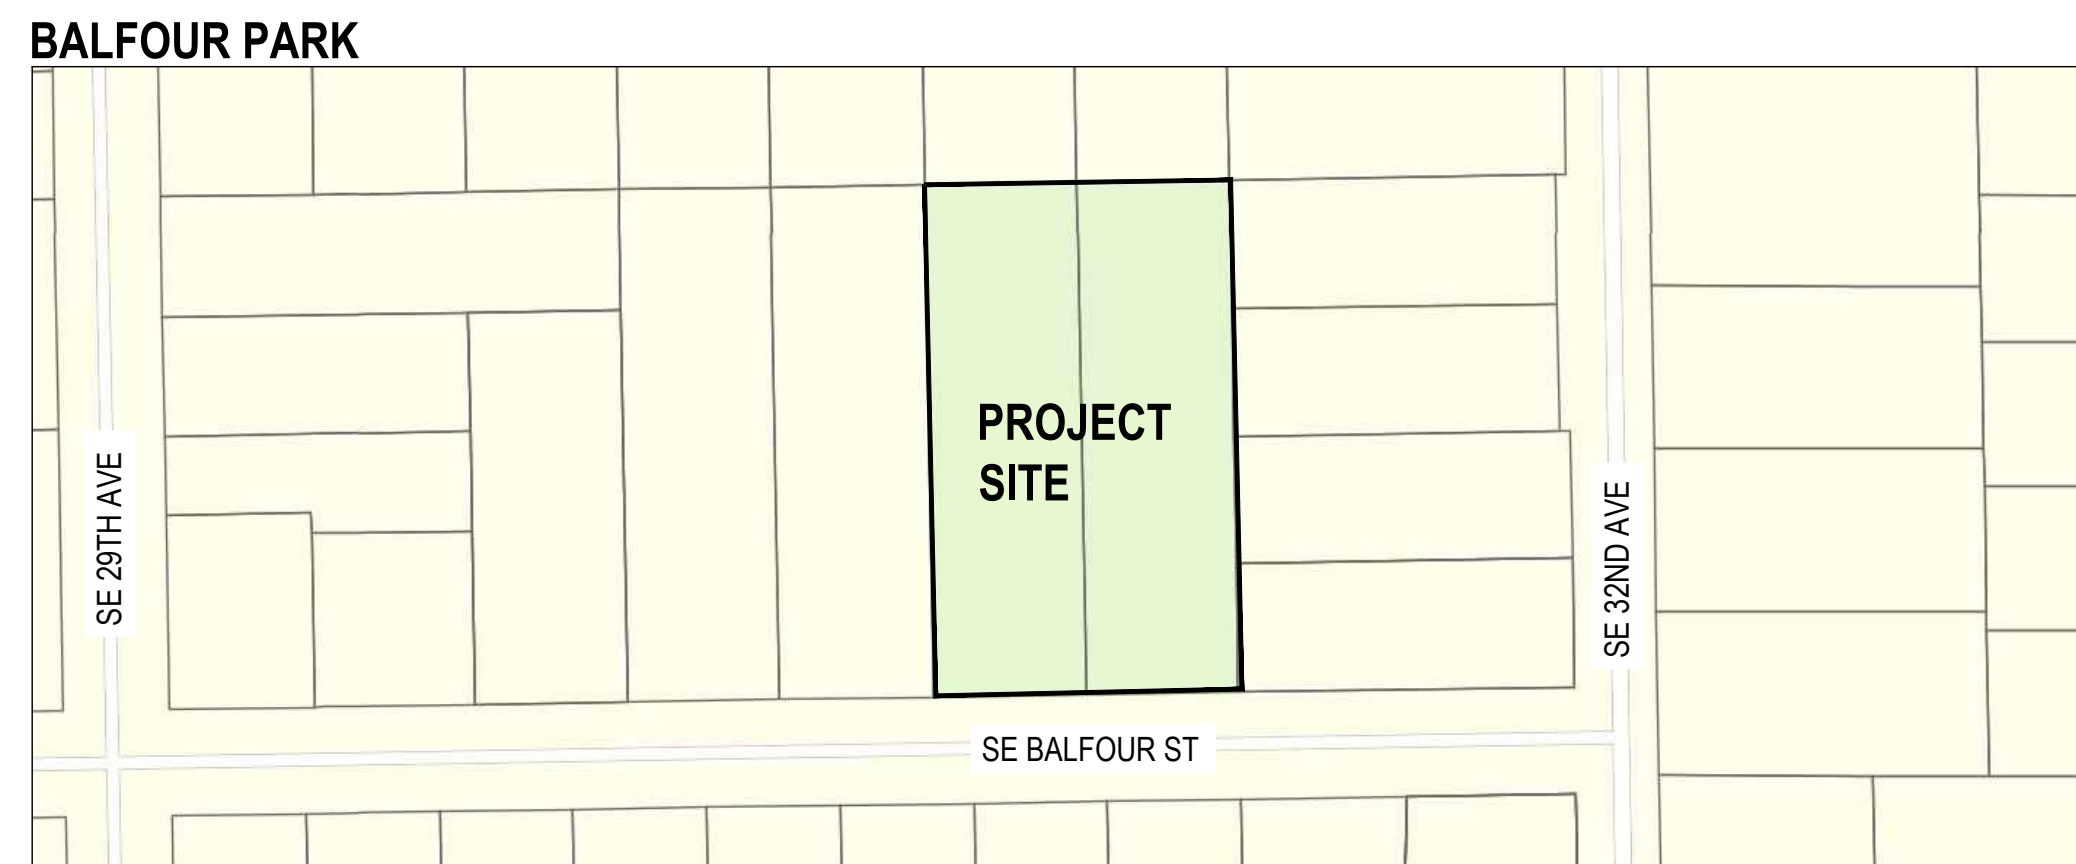 BALFOUR PARK
PROJECT
SITE
SE 29TH AVE
SE 32ND AVE
SE BALFOUR ST